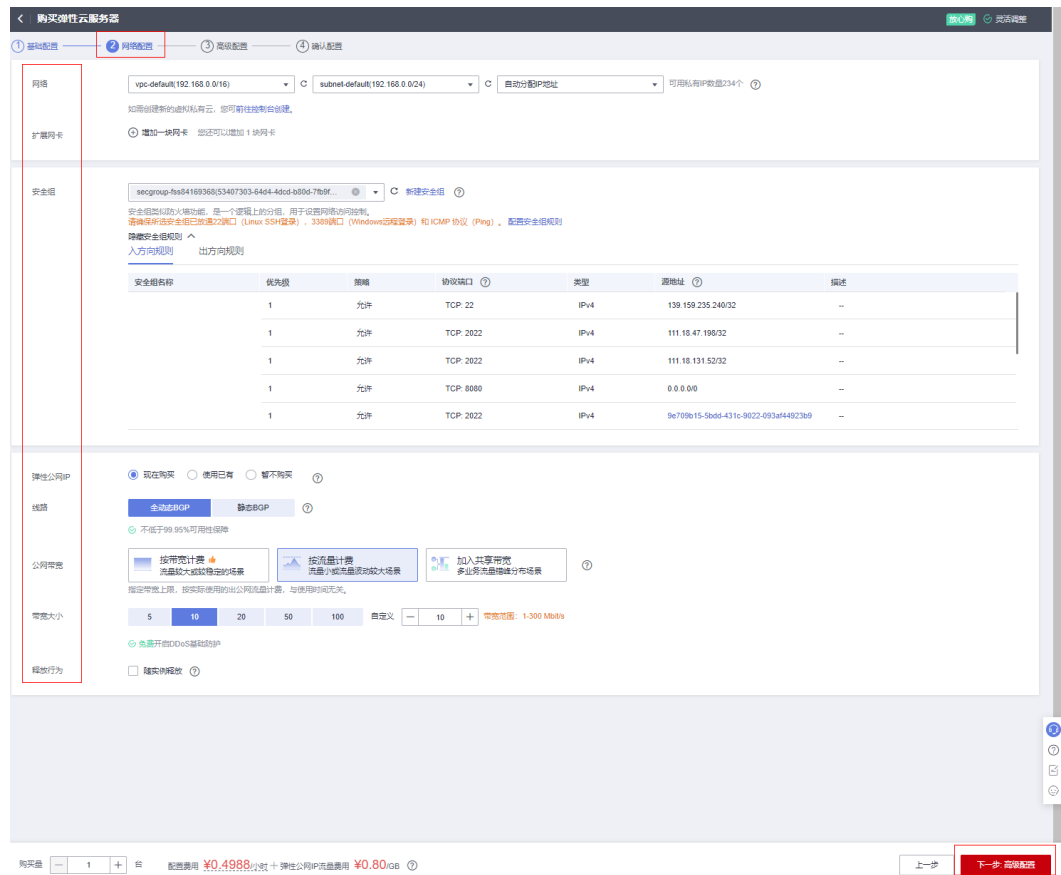 购买弹性云服务器 放心购 灵活调整
1 基础配置 2 网络配置 3 高级配置 4 确认配置
网络 vpc-default(192.168.0.0/16) C subnet-default(192.168.0.0/24) C 自动分配IP地址 可用私有IP数量234个
如需创建新的虚拟私有云，您可前往控制台创建。
扩展网卡 增加一块网卡 您还可以增加 1 块网卡
安全组 secgroup-fss84169368(53407303-64d4-4dcd-b80d-7fb9f... C 新建安全组
安全组类似防火墙功能，是一个逻辑上的分组，用于设置网络访问控制。
请确保所选安全组已放通22端口（Linux SSH登录），3389端口（Windows远程登录）和 ICMP 协议（Ping）。 配置安全组规则
隐藏安全组规则
入方向规则 出方向规则
安全组名称 优先级 策略 协议端口 类型 源地址 描述
1 允许 TCP: 22 IPv4 139.159.235.240/32 --
1 允许 TCP: 2022 IPv4 111.18.47.198/32 --
1 允许 TCP: 2022 IPv4 111.18.131.52/32 --
1 允许 TCP: 8080 IPv4 0.0.0.0/0 --
1 允许 TCP: 2022 IPv4 9e709b15-5bdd-431c-9022-093af44923b9 --
弹性公网IP 现在购买 使用已有 暂不购买
线路 全动态BGP 静态BGP
不低于99.95%可用性保障
公网带宽 按带宽计费 按流量计费 加入共享带宽
流量较大或较稳定的场景 流量小或流量波动较大场景 多业务流量错峰分布场景
指定带宽上限，按实际使用的出公网流量计费，与使用时间无关。
带宽大小 5 10 20 50 100 自定义 10 带宽范围：1-300 Mbit/s
免费开启DDoS基础防护
释放行为 随实例释放
购买量 1 台 配置费用 ¥0.4988/小时 + 弹性公网IP流量费用 ¥0.80/GB 上一步 下一步: 高级配置